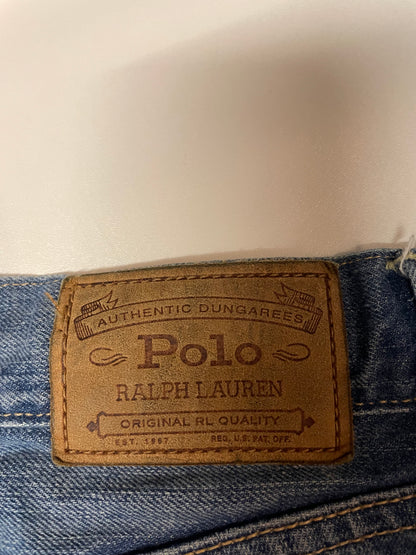 AUTHENTIC DUNGAREES
Polo
RALPH LAUREN
ORIGINAL RL QUALITY
EST. 1967 REG. U.S. PAT. OFF.